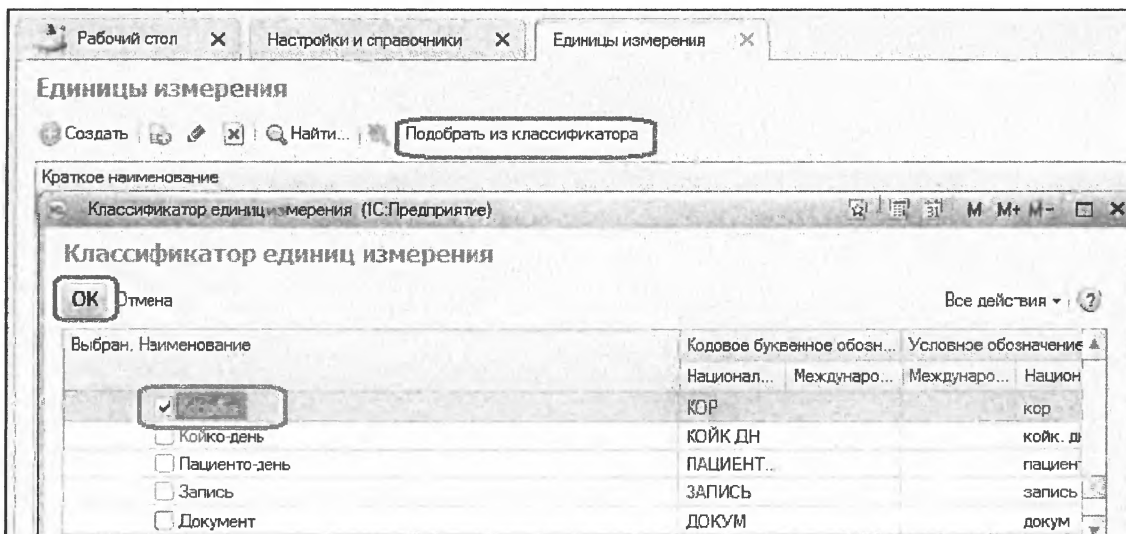 Рабочий стол Настройки и справочники Единицы измерения
Единицы измерения
Создать Найти... Подобрать из классификатора
Краткое наименование
Классификатор единиц измерения (1С:Предприятие) 31 M M+ M-
Классификатор единиц измерения
OK Отмена Все действия ?
Выбран. Наименование Кодовое буквенное обозн... Условное обозначение
Национал... Междунаро... Междунаро... Национ
КОР кор
Койко-день КОЙК ДН койк.
Пациенто-день ПАЦИЕНТ... пациент
Запись ЗАПИСЬ запись
Документ ДОКУМ докум